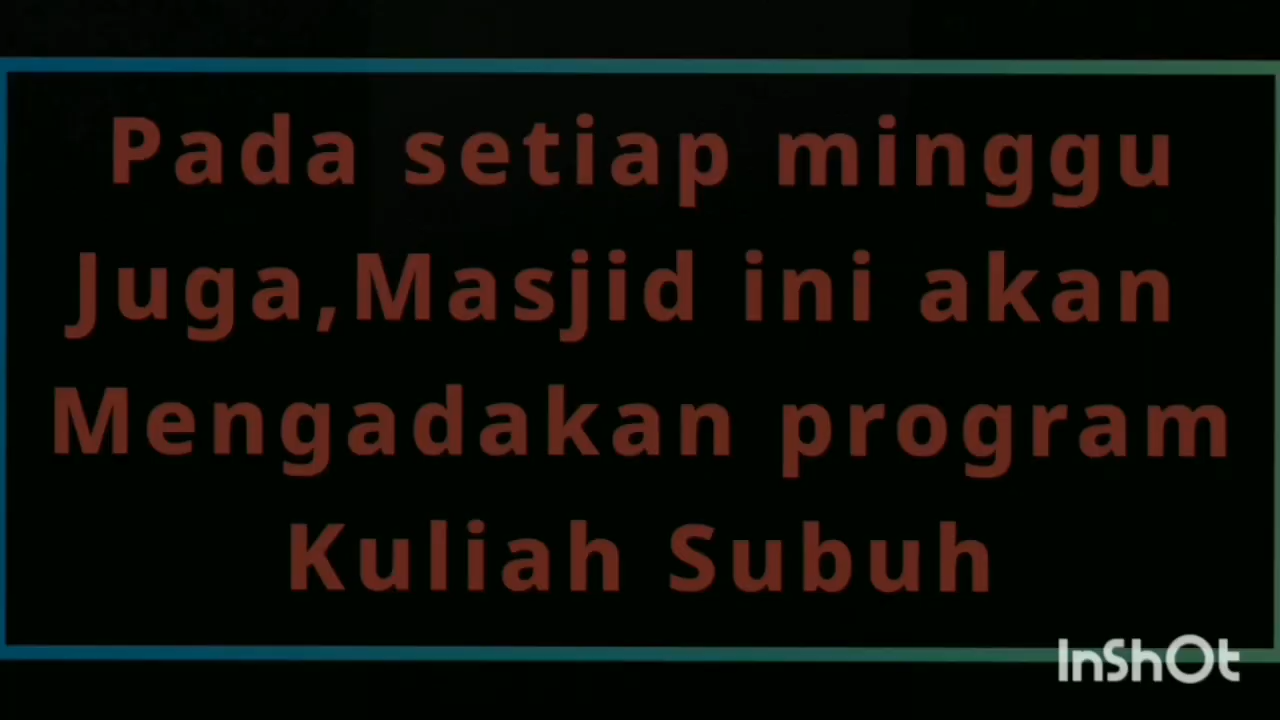 Pada setiap minggu
Juga,Masjid ini akan
Mengadakan program
Kuliah Subuh
InShOt